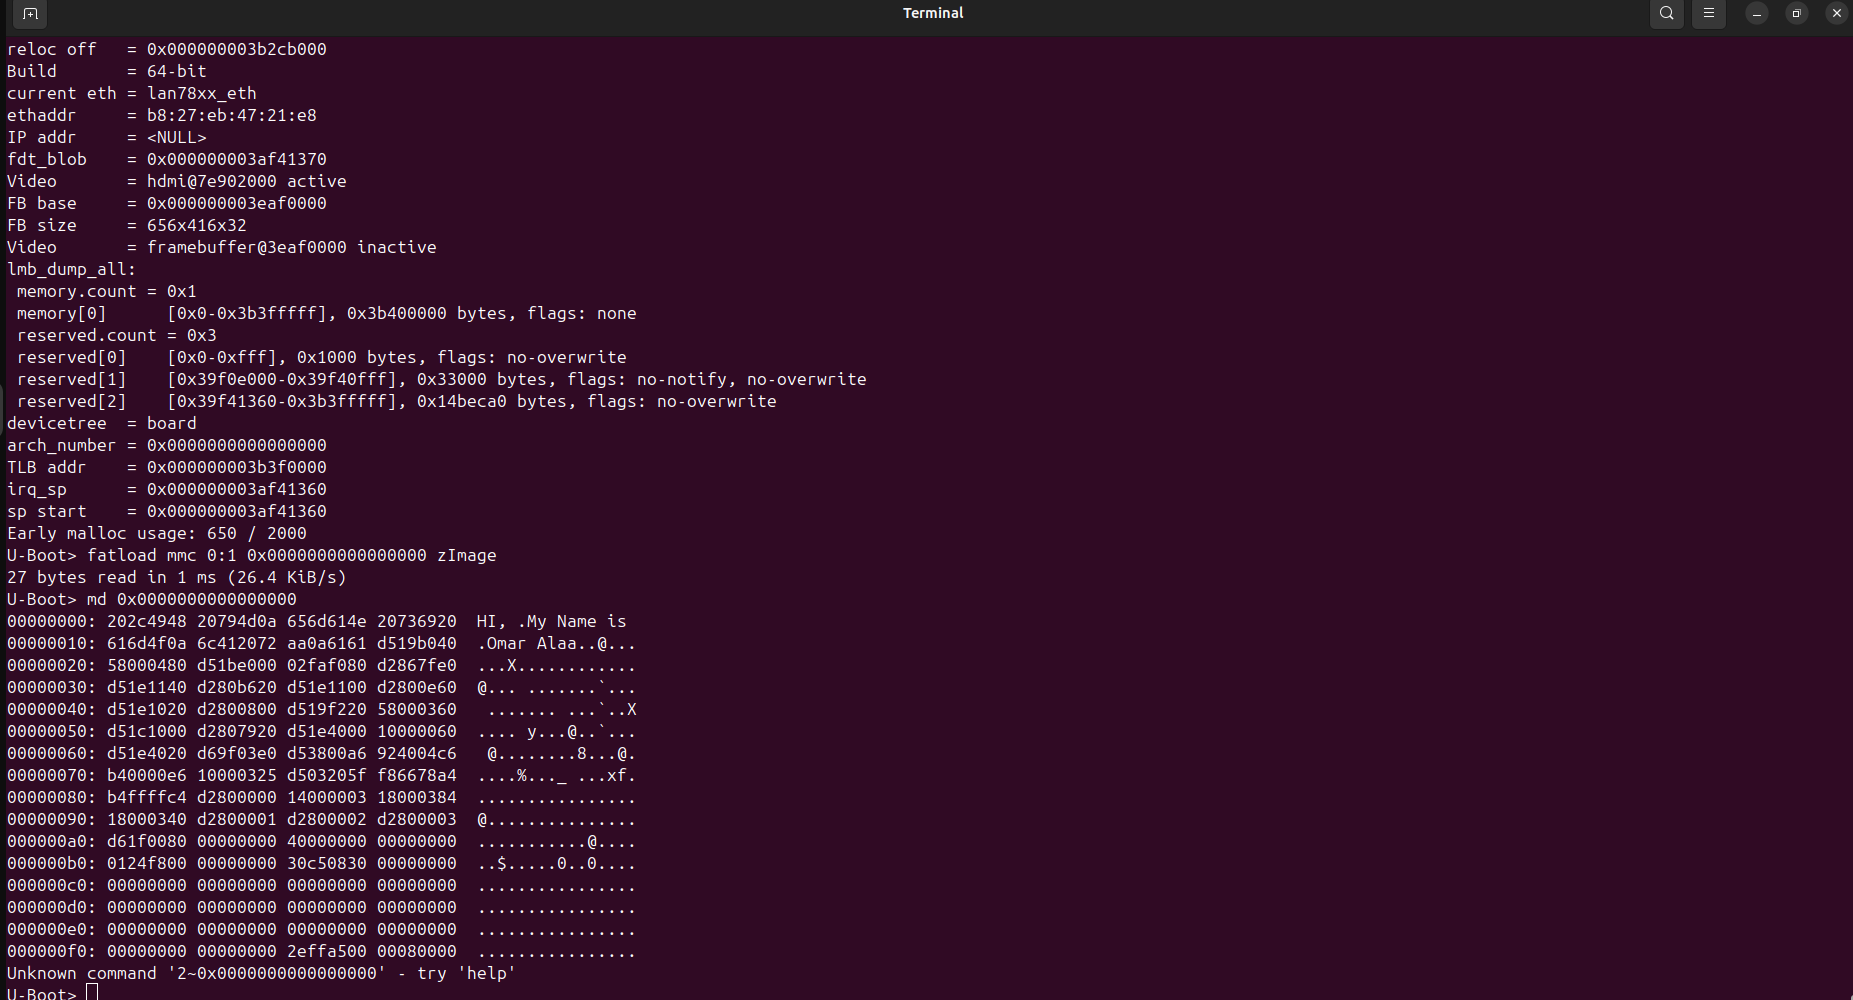 Terminal
reloc off   = 0x000000003b2cb000
Build       = 64-bit
current eth = lan78xx_eth
ethaddr     = b8:27:eb:47:21:e8
IP addr     = <NULL>
fdt_blob    = 0x000000003af41370
Video       = hdmi@7e902000 active
FB base     = 0x000000003eaf0000
FB size     = 656x416x32
Video       = framebuffer@3eaf0000 inactive
lmb_dump_all:
 memory.count = 0x1
 memory[0]      [0x0-0x3b3fffff], 0x3b400000 bytes, flags: none
 reserved.count = 0x3
 reserved[0]    [0x0-0xfff], 0x1000 bytes, flags: no-overwrite
 reserved[1]    [0x39f0e000-0x39f40fff], 0x33000 bytes, flags: no-notify, no-overwrite
 reserved[2]    [0x39f41360-0x3b3fffff], 0x14beca0 bytes, flags: no-overwrite
devicetree  = board
arch_number = 0x0000000000000000
TLB addr    = 0x000000003b3f0000
irq_sp      = 0x000000003af41360
sp start    = 0x000000003af41360
Early malloc usage: 650 / 2000
U-Boot> fatload mmc 0:1 0x0000000000000000 zImage
27 bytes read in 1 ms (26.4 KiB/s)
U-Boot> md 0x0000000000000000
00000000: 202c4948 20794d0a 656d614e 20736920  HI, .My Name is
00000010: 616d4f0a 6c412072 aa0a6161 d519b040  .Omar Alaa..@...
00000020: 58000480 d51be000 02faf080 d2867fe0  ...X............
00000030: d51e1140 d280b620 d51e1100 d2800e60  @... .......`...
00000040: d51e1020 d2800800 d519f220 58000360   ....... ...`..X
00000050: d51c1000 d2807920 d51e4000 10000060  .... y...@..`...
00000060: d51e4020 d69f03e0 d53800a6 924004c6   @........8...@.
00000070: b40000e6 10000325 d503205f f86678a4  ....%..._ ...xf.
00000080: b4ffffc4 d2800000 14000003 18000384  ................
00000090: 18000340 d2800001 d2800002 d2800003  @...............
000000a0: d61f0080 00000000 40000000 00000000  ...........@....
000000b0: 0124f800 00000000 30c50830 00000000  ..$.....0..0....
000000c0: 00000000 00000000 00000000 00000000  ................
000000d0: 00000000 00000000 00000000 00000000  ................
000000e0: 00000000 00000000 00000000 00000000  ................
000000f0: 00000000 00000000 2effa500 00080000  ................
Unknown command '2~0x0000000000000000' - try 'help'
U-Boot>